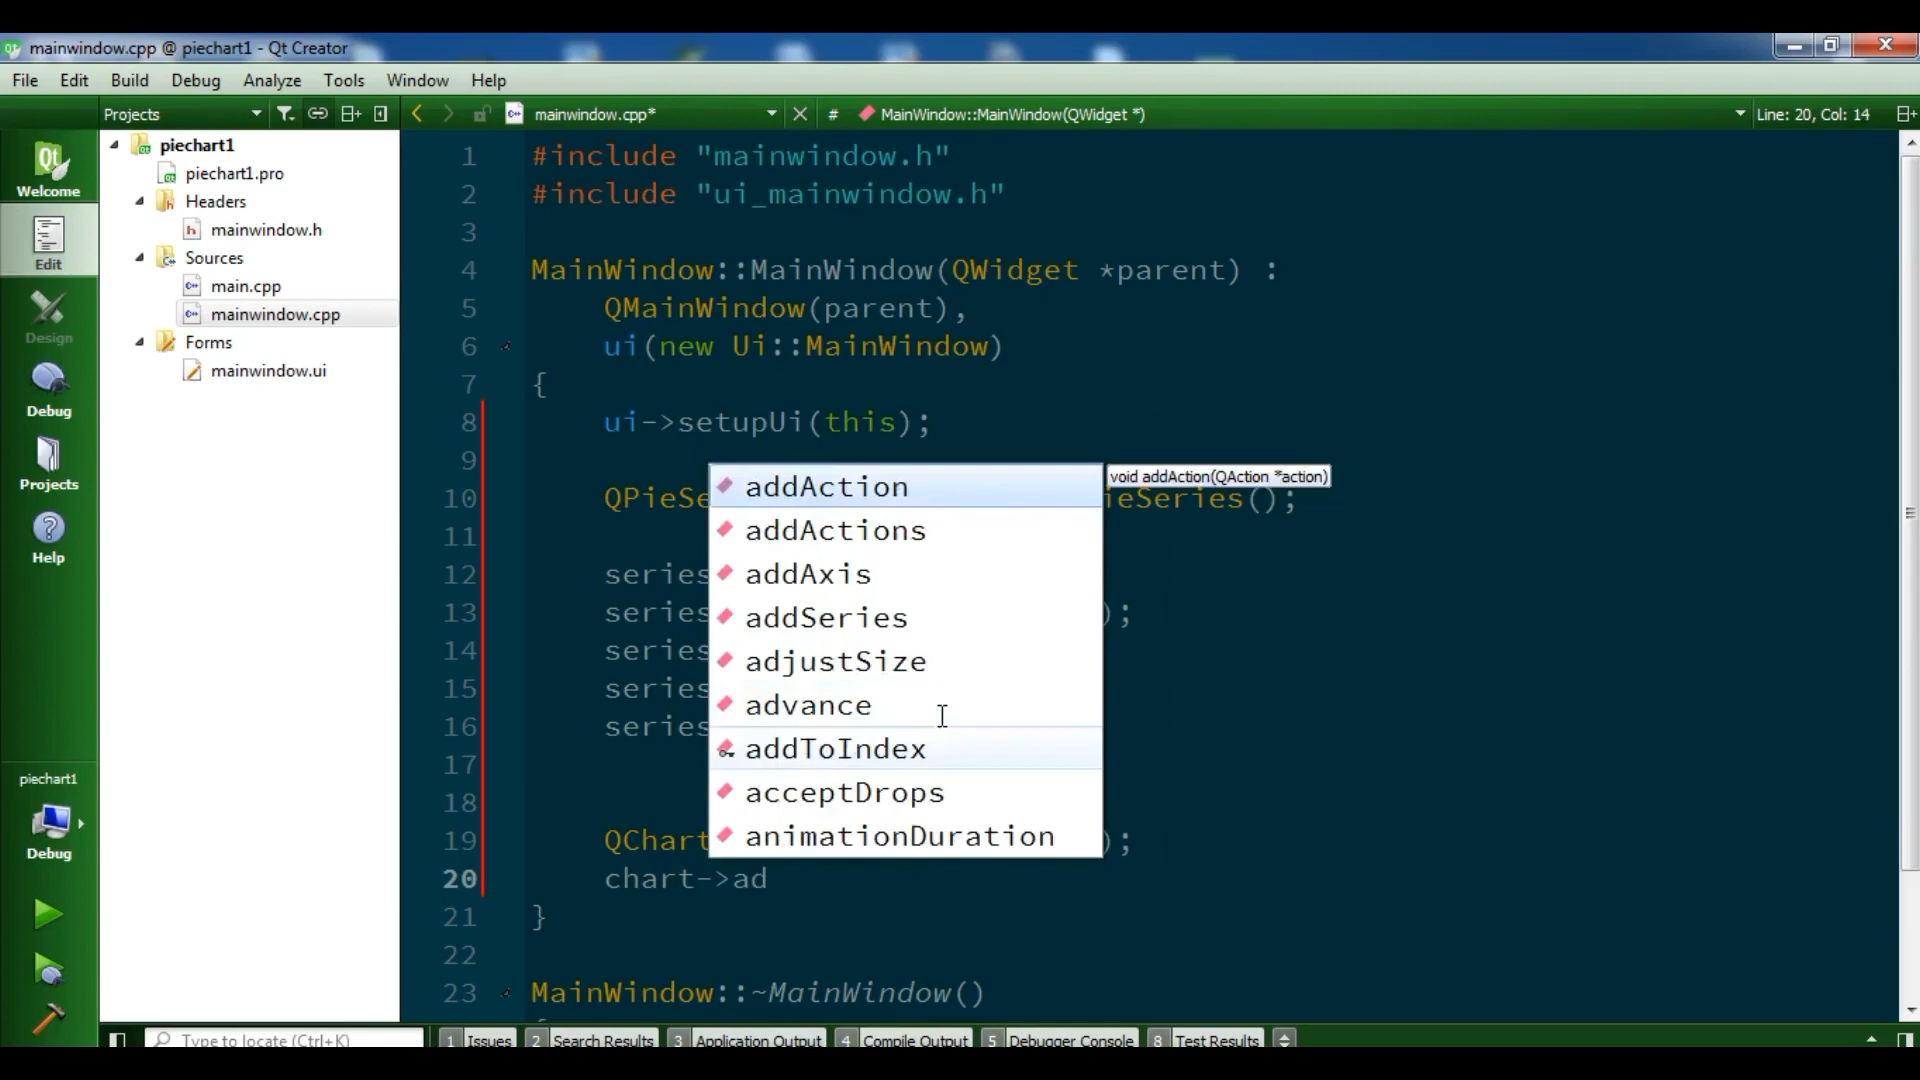 mainwindow.cpp @ piechart1 - Qt Creator
File Edit Build Debug Analyze Tools Window Help
Projects mainwindow.cpp* # MainWindow::MainWindow(QWidget *) Line: 20, Col: 14
Welcome
Edit
Design
Debug
Projects
Help
piechart1
Debug
piechart1
piechart1.pro
Headers
mainwindow.h
Sources
main.cpp
mainwindow.cpp
Forms
mainwindow.ui
1 #include "mainwindow.h"
2 #include "ui_mainwindow.h"
3
4 MainWindow::MainWindow(QWidget *parent) :
5 QMainWindow(parent),
6 ui(new Ui::MainWindow)
7 {
8 ui->setupUi(this);
9
10 QPieSe ieSeries();
11
12 series
13 series );
14 series
15 series
16 series
17
18
19 QChart );
20 chart->ad
21 }
22
23 MainWindow::~MainWindow()
addAction
addActions
addAxis
addSeries
adjustSize
advance
addToIndex
acceptDrops
animationDuration
void addAction(QAction *action)
Type to locate (Ctrl+K) 1 Issues 2 Search Results 3 Application Output 4 Compile Output 5 Debugger Console 8 Test Results